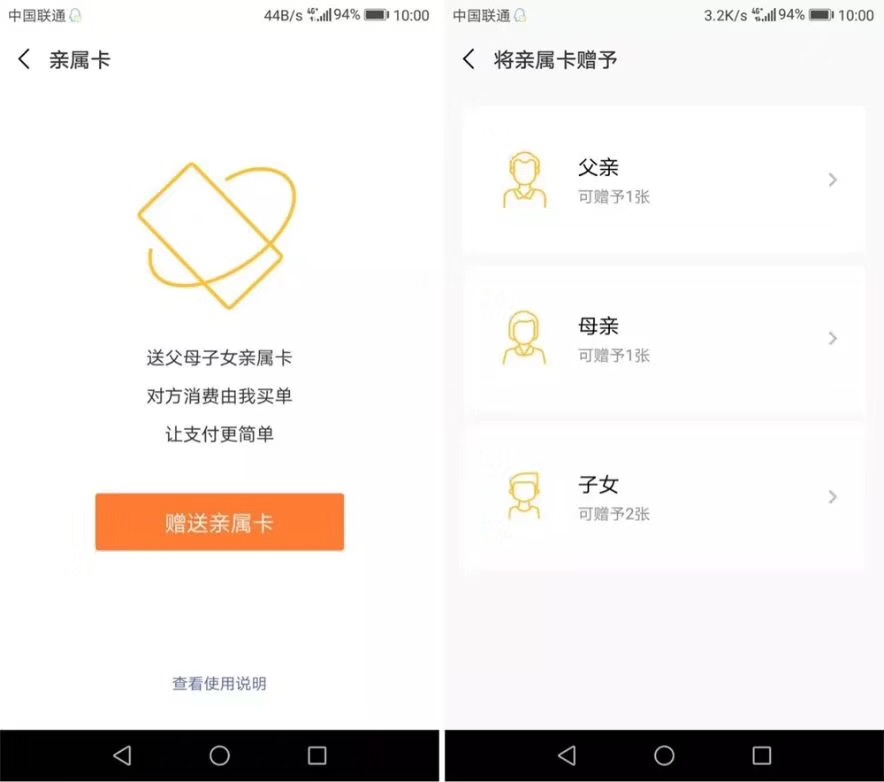 中国联通
44B/s 4G 94% 10:00
亲属卡
送父母子女亲属卡
对方消费由我买单
让支付更简单
赠送亲属卡
查看使用说明
中国联通
3.2K/s 4G 94% 10:00
将亲属卡赠予
父亲
可赠予1张
母亲
可赠予1张
子女
可赠予2张